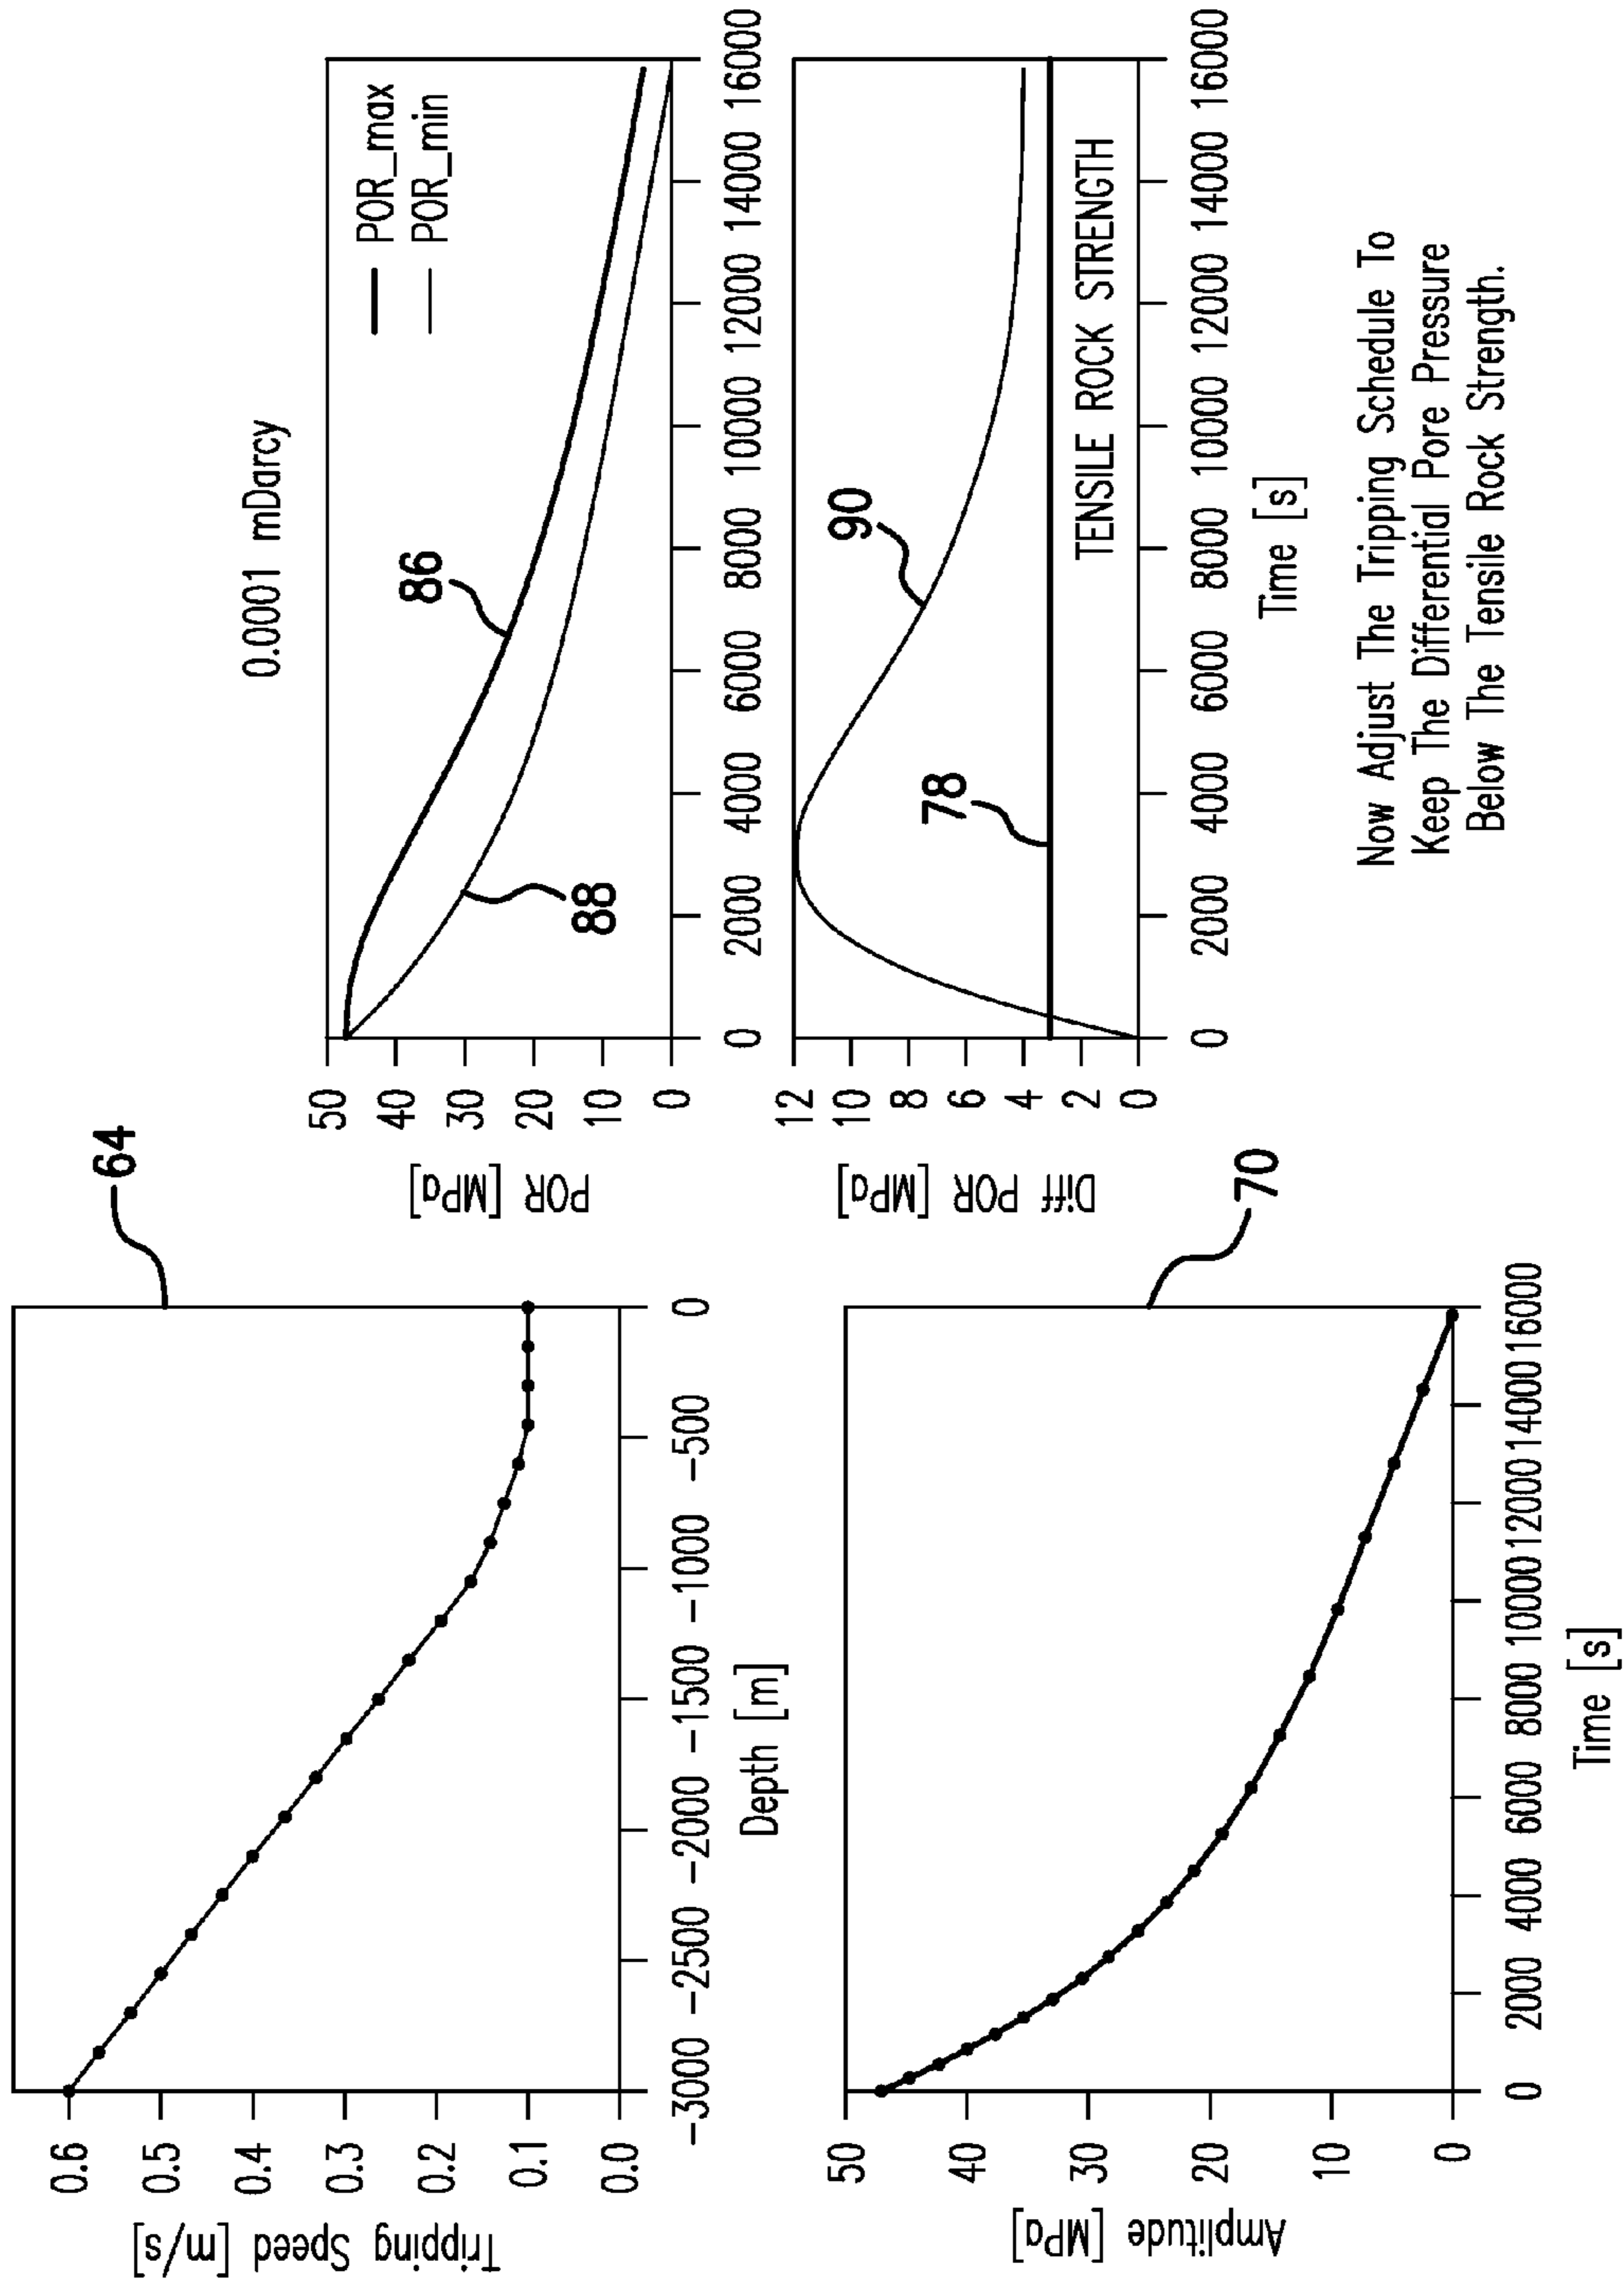 0.0001 mDarcy
64
0.6
0.5
0.4
0.3
0.2
0.1
0.0
Tripping Speed [m/s]
-3000 -2500 -2000 -1500 -1000 -500 0
Depth [m]
50
40
30
20
10
0
POR [MPa]
POR_max
POR_min
86
88
0 2000 4000 6000 8000 10000 12000 14000 16000
70
50
40
30
20
10
0
Amplitude [MPa]
0 2000 4000 6000 8000 10000 12000 14000 16000
Time [s]
12
10
8
6
4
2
0
Diff POR [MPa]
90
78
TENSILE ROCK STRENGTH
0 2000 4000 6000 8000 10000 12000 14000 16000
Time [s]
Now Adjust The Tripping Schedule To
Keep The Differential Pore Pressure
Below The Tensile Rock Strength.